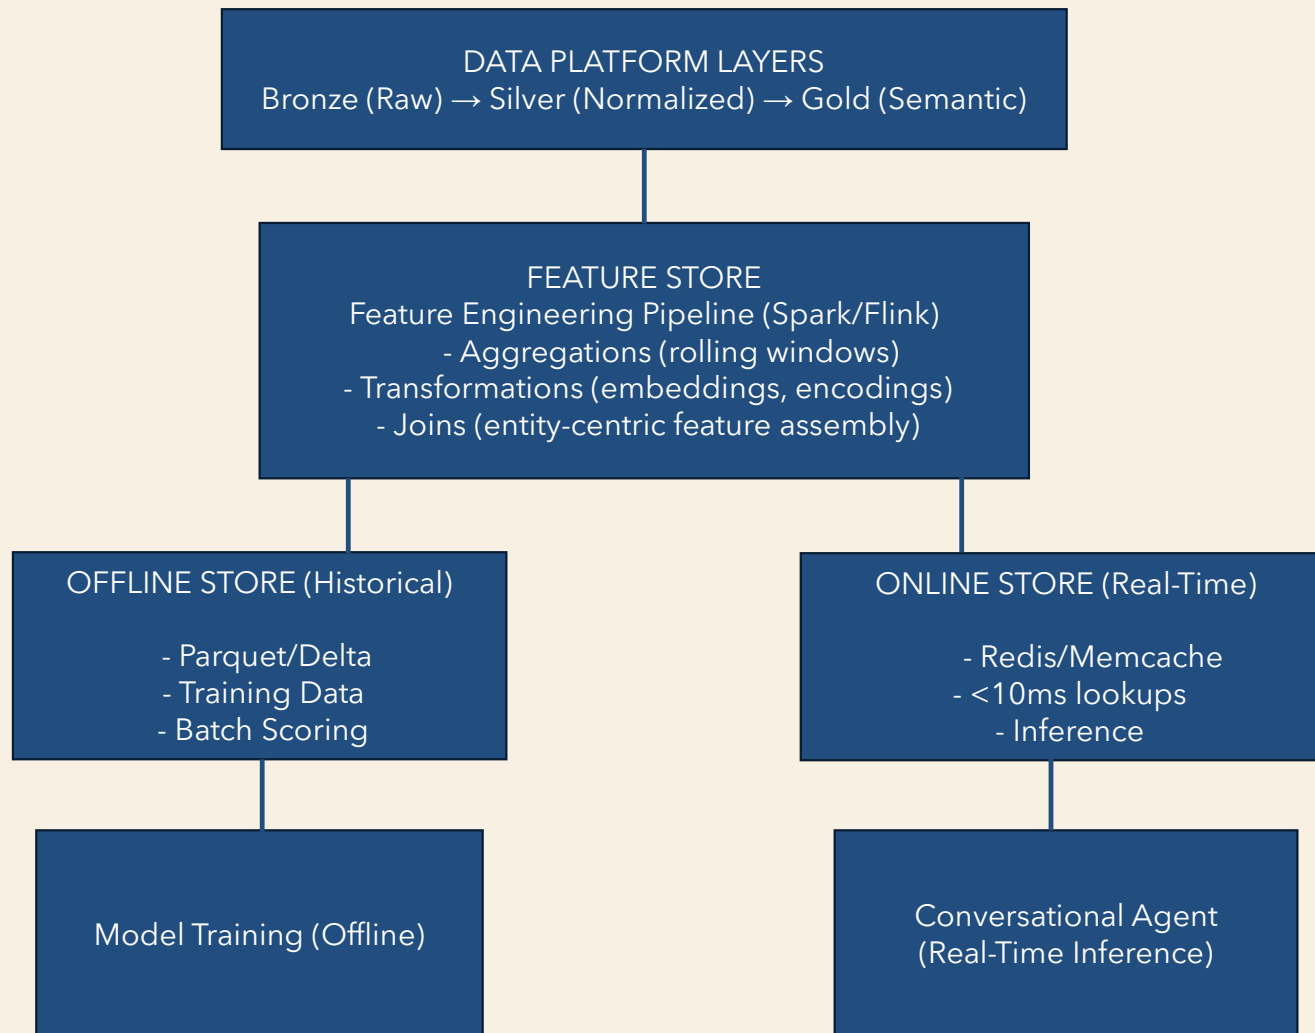 DATA PLATFORM LAYERS
Bronze (Raw) → Silver (Normalized) → Gold (Semantic)
FEATURE STORE
Feature Engineering Pipeline (Spark/Flink)
- Aggregations (rolling windows)
- Transformations (embeddings, encodings)
- Joins (entity-centric feature assembly)
OFFLINE STORE (Historical)
- Parquet/Delta
- Training Data
- Batch Scoring
ONLINE STORE (Real-Time)
- Redis/Memcache
- <10ms lookups
- Inference
Model Training (Offline)
Conversational Agent
(Real-Time Inference)